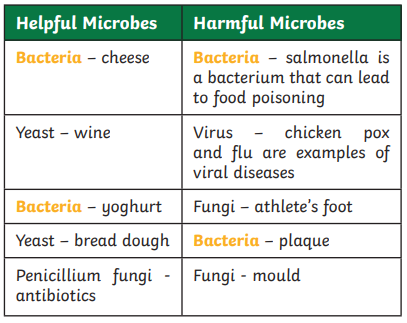 Helpful Microbes
Harmful Microbes
Bacteria – cheese
Bacteria – salmonella is
a bacterium that can lead
to food poisoning
Yeast – wine
Virus – chicken pox
and flu are examples of
viral diseases
Bacteria – yoghurt
Fungi – athlete's foot
Yeast – bread dough
Bacteria – plaque
Penicillium fungi -
antibiotics
Fungi - mould